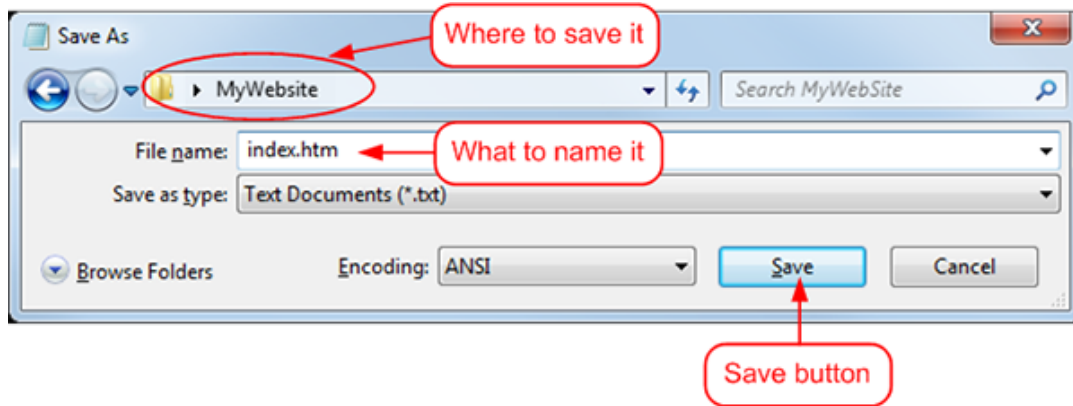 Save As
Where to save it
MyWebsite
Search MyWebSite
File name: index.htm
What to name it
Save as type: Text Documents (*.txt)
Browse Folders
Encoding: ANSI
Save
Cancel
Save button